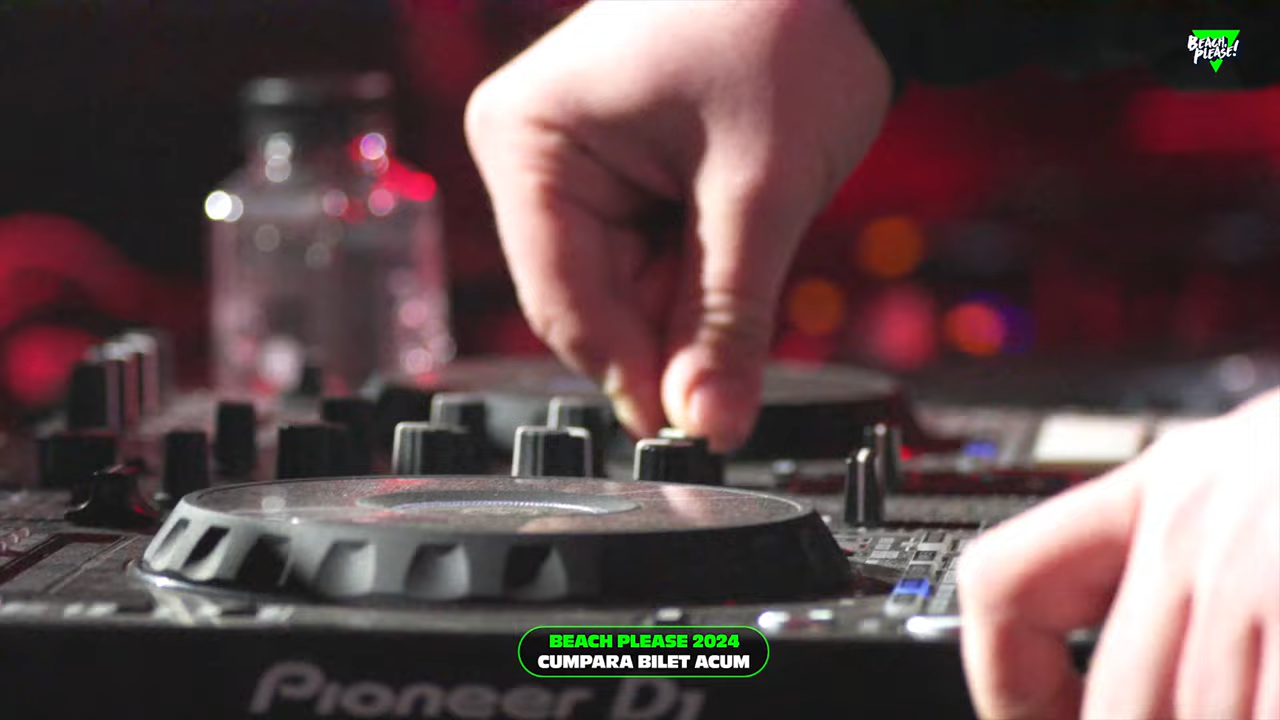 BEACH,
PLEASE!
BEACH PLEASE 2024
CUMPARA BILET ACUM
Pioneer DJ